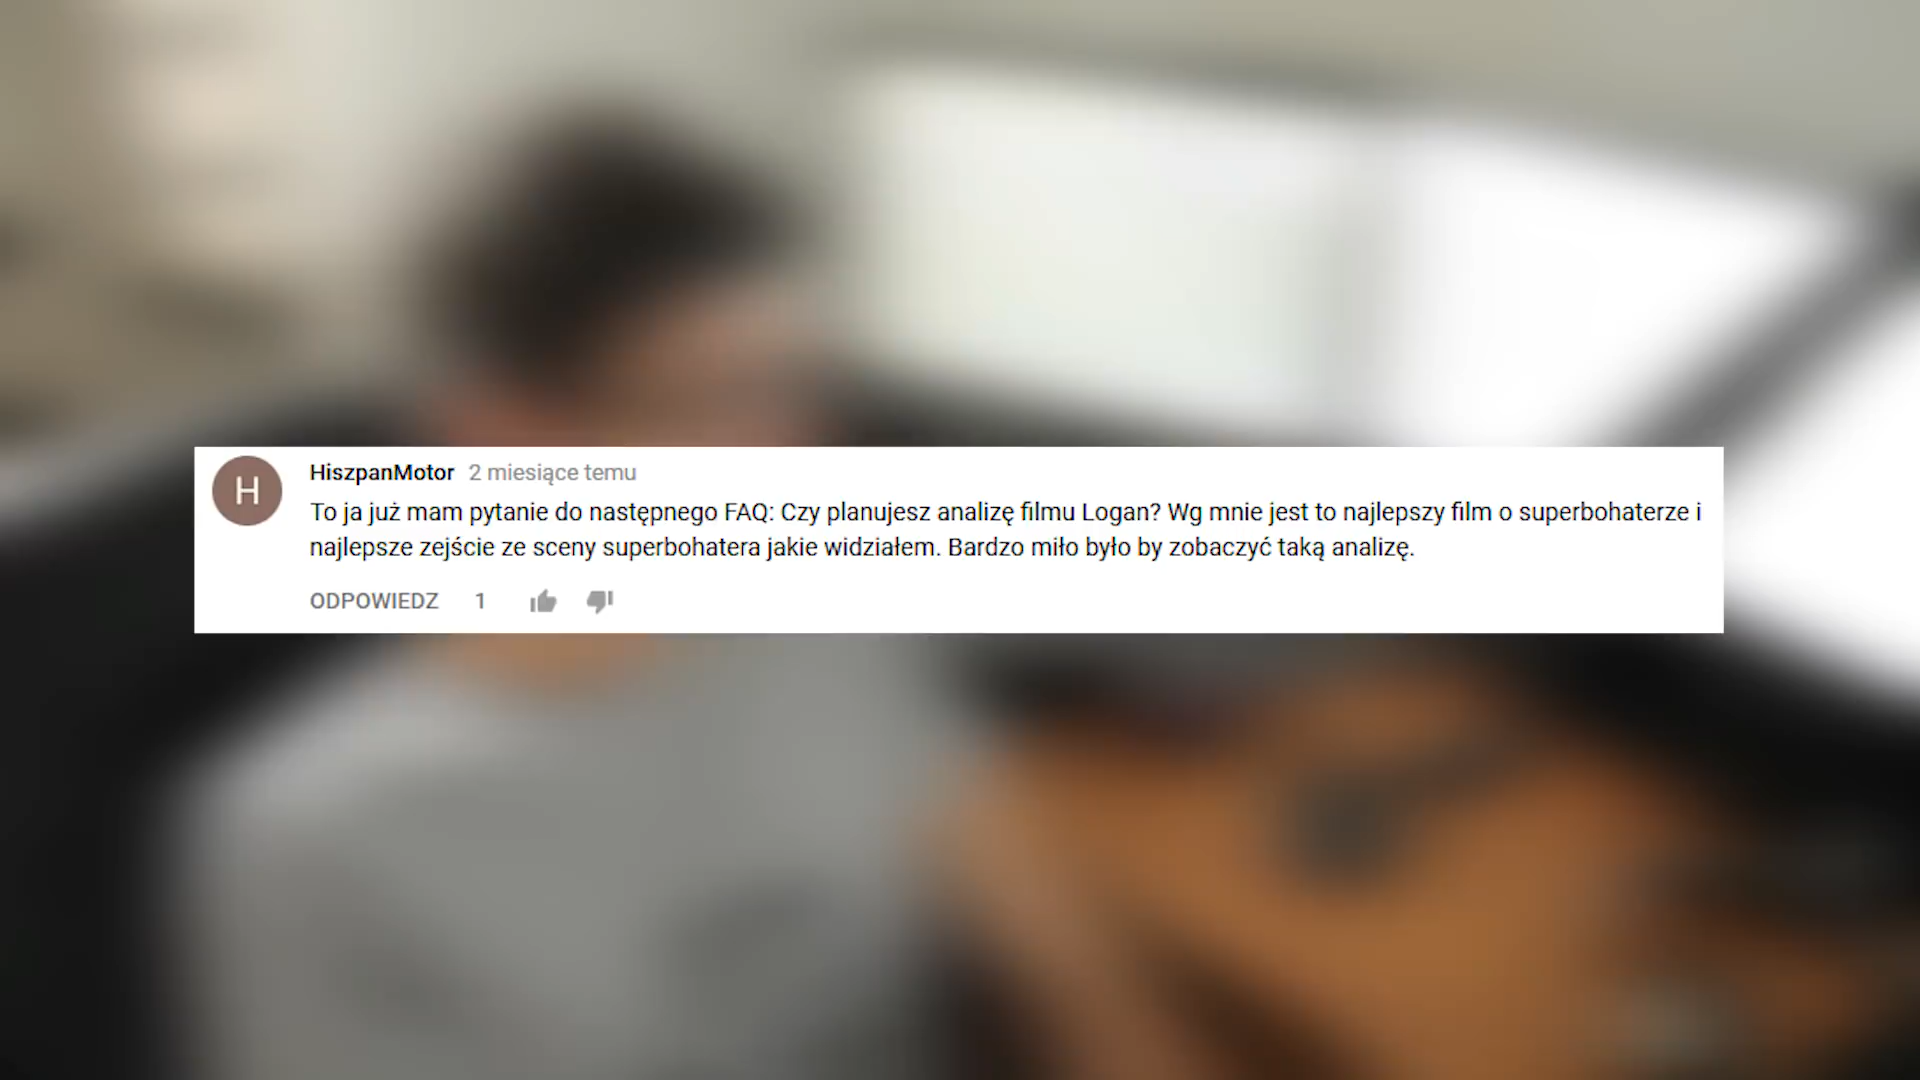 H
HiszpanMotor 2 miesiące temu
To ja już mam pytanie do następnego FAQ: Czy planujesz analizę filmu Logan? Wg mnie jest to najlepszy film o superbohaterze i
najlepsze zejście ze sceny superbohatera jakie widziałem. Bardzo miło było by zobaczyć taką analizę.
ODPOWIEDZ 1